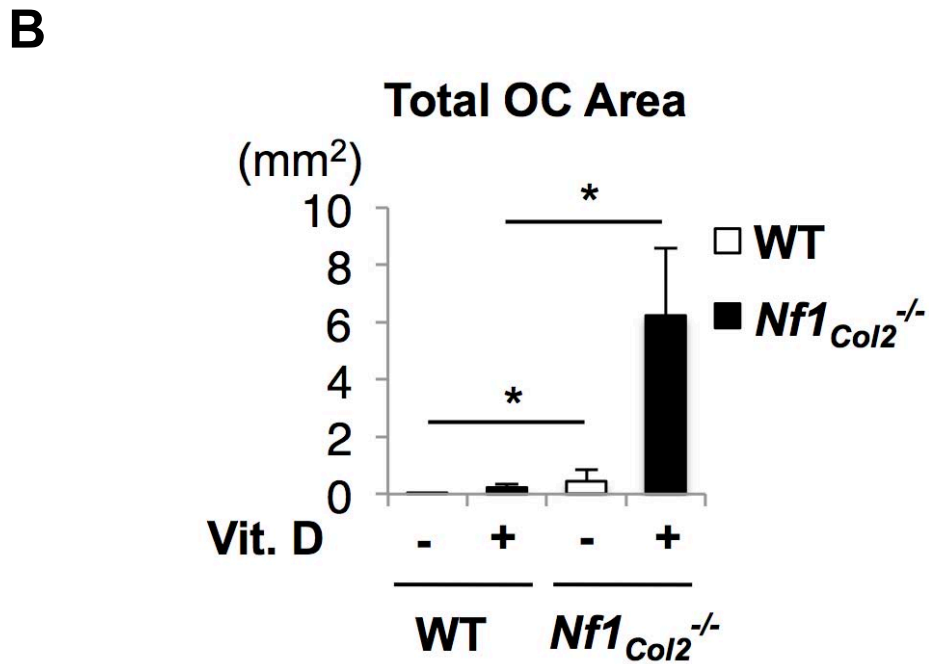 B
Total OC Area
(mm²)
10
*
8
WT
6
Nf1Col2-/-
4
*
2
0
Vit. D - + - +
WT Nf1Col2-/-